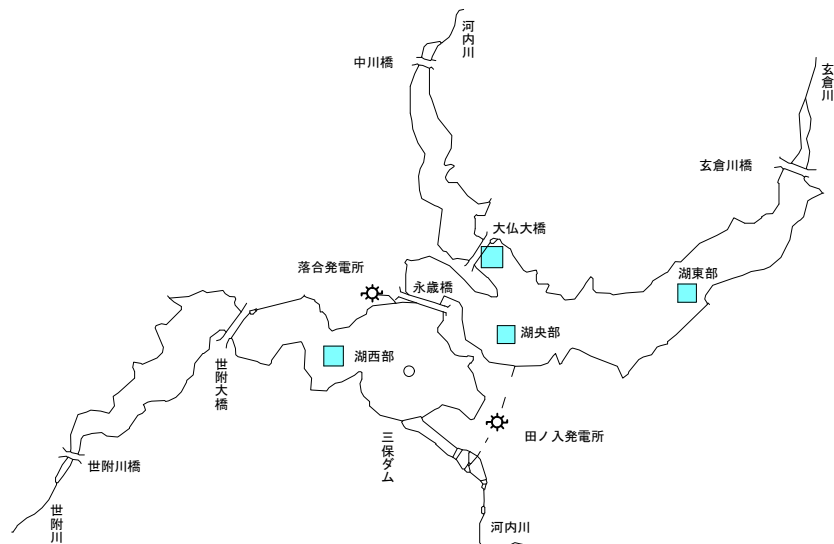 河内川
中川橋
玄倉川
玄倉川橋
大仏大橋
落合発電所
永歳橋
湖東部
湖央部
湖西部
世附大橋
田ノ入発電所
三保ダム
世附川橋
世附川
河内川